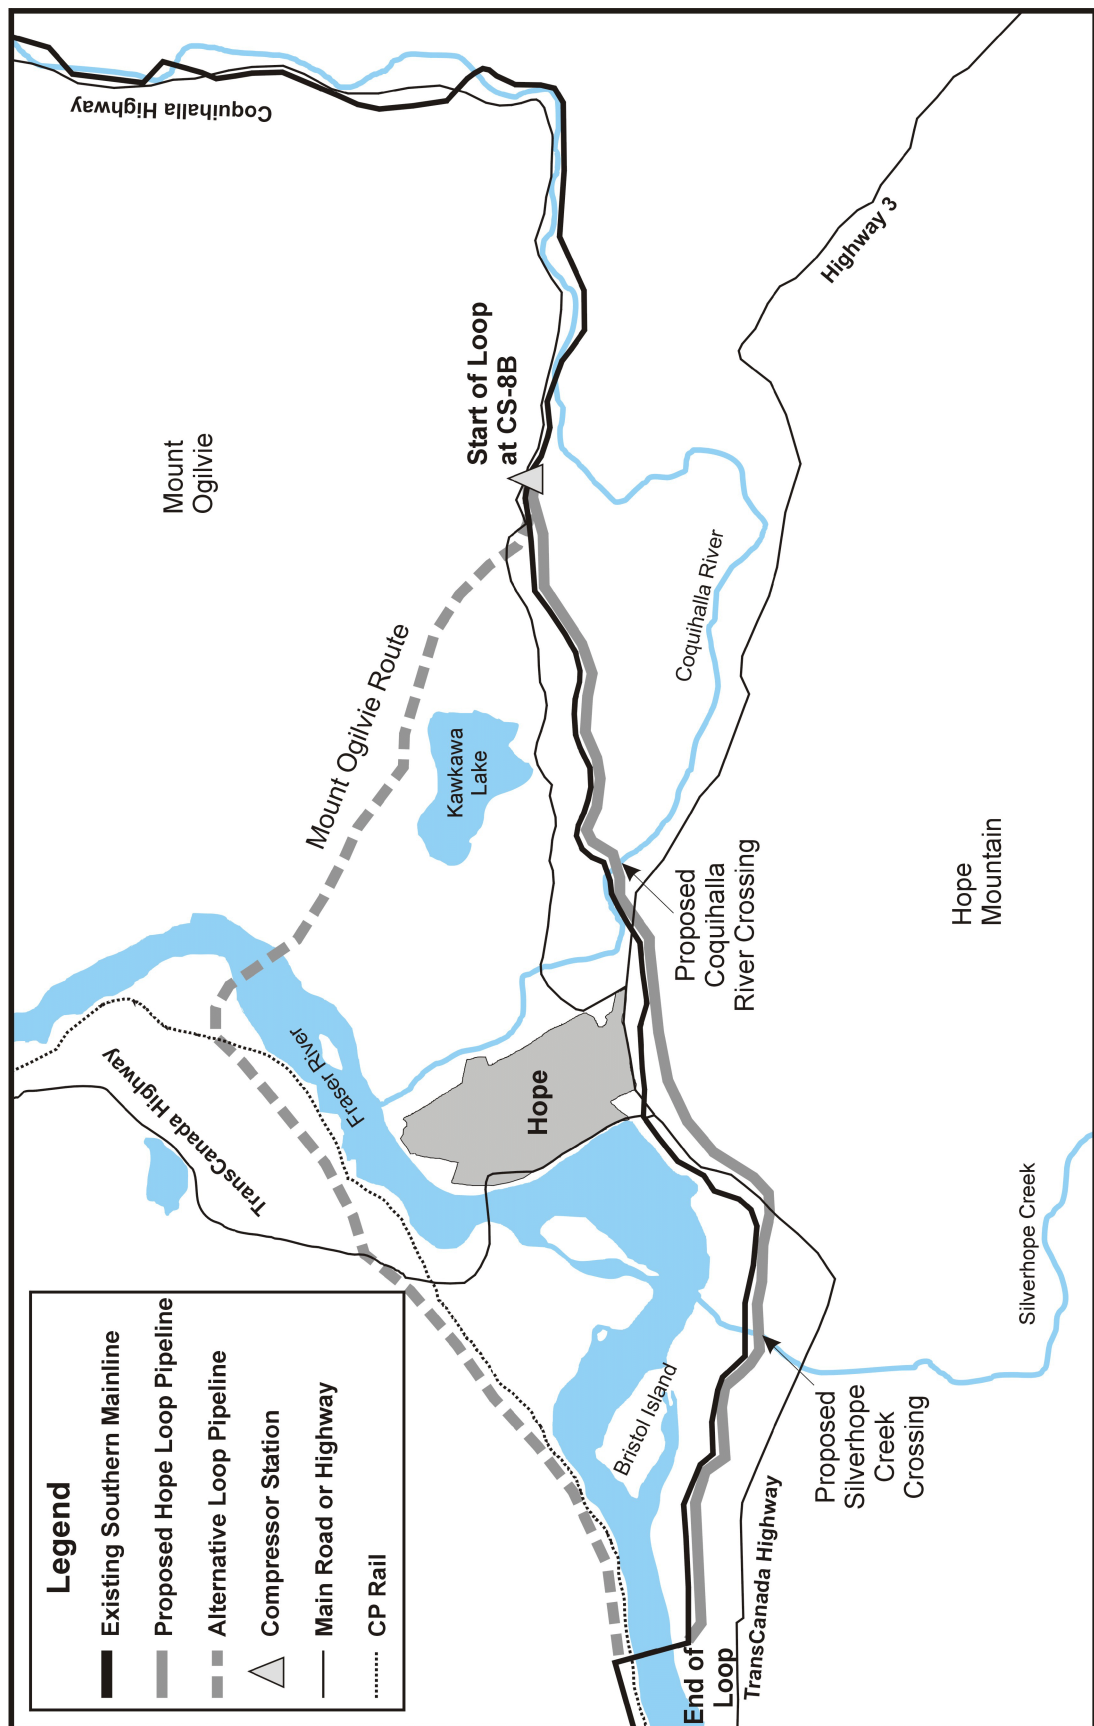 Legend
Existing Southern Mainline
Proposed Hope Loop Pipeline
Alternative Loop Pipeline
Compressor Station
Main Road or Highway
CP Rail
Coquihalla Highway
Mount
Ogilvie
Start of Loop
at CS-8B
Highway 3
Mount Ogilvie Route
Kawkawa
Lake
Coquihalla River
Proposed
Coquihalla
River Crossing
Hope
Mountain
TransCanada Highway
Fraser River
Hope
Bristol Island
Silverhope Creek
Proposed
Silverhope
Creek
Crossing
TransCanada Highway
End of
Loop